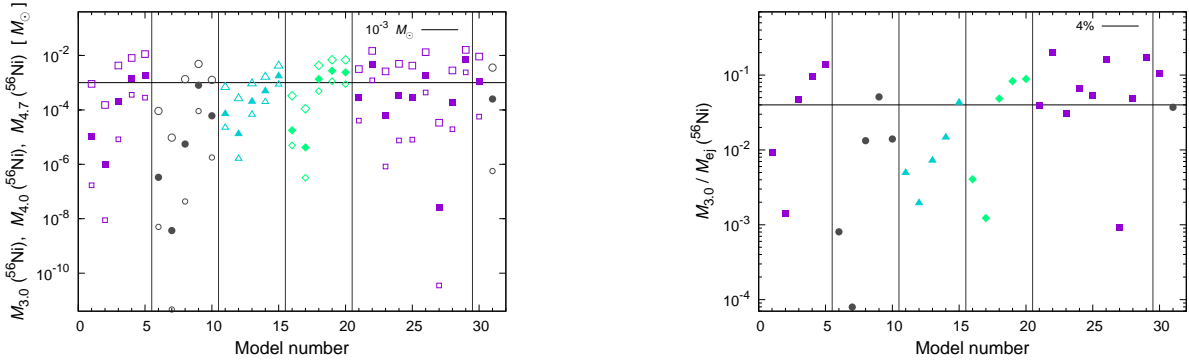 M3.0 (56Ni), M4.0 (56Ni), M4.7 (56Ni) [ M☉]
10-3 M☉
10-2
10-4
10-6
10-8
10-10
0 5 10 15 20 25 30
Model number
M3.0 / Mej (56Ni)
4%
10-1
10-2
10-3
10-4
0 5 10 15 20 25 30
Model number